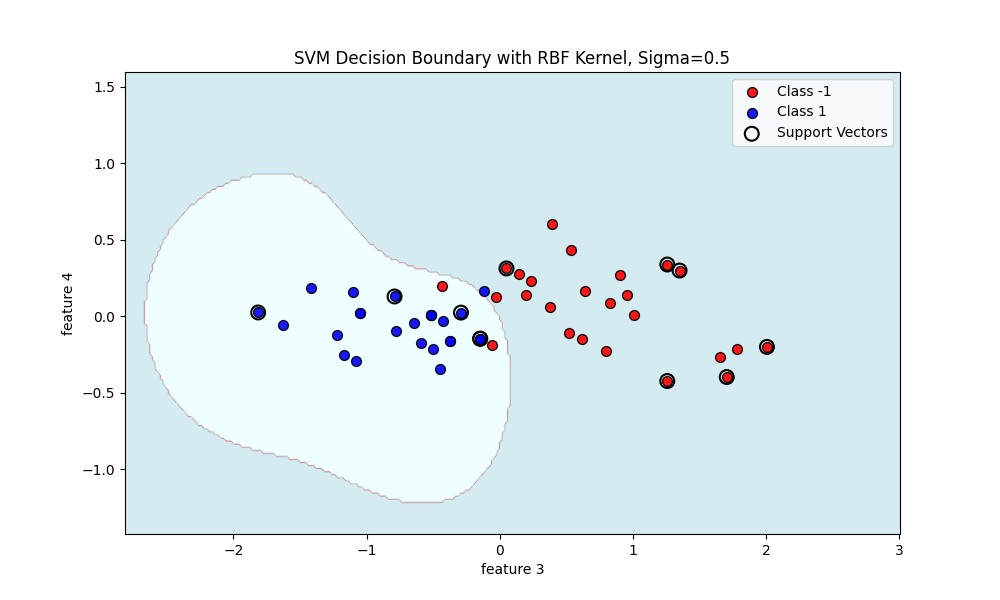 SVM Decision Boundary with RBF Kernel, Sigma=0.5
Class -1
Class 1
Support Vectors
1.5
1.0
0.5
0.0
−0.5
−1.0
feature 4
−2
−1
0
1
2
3
feature 3